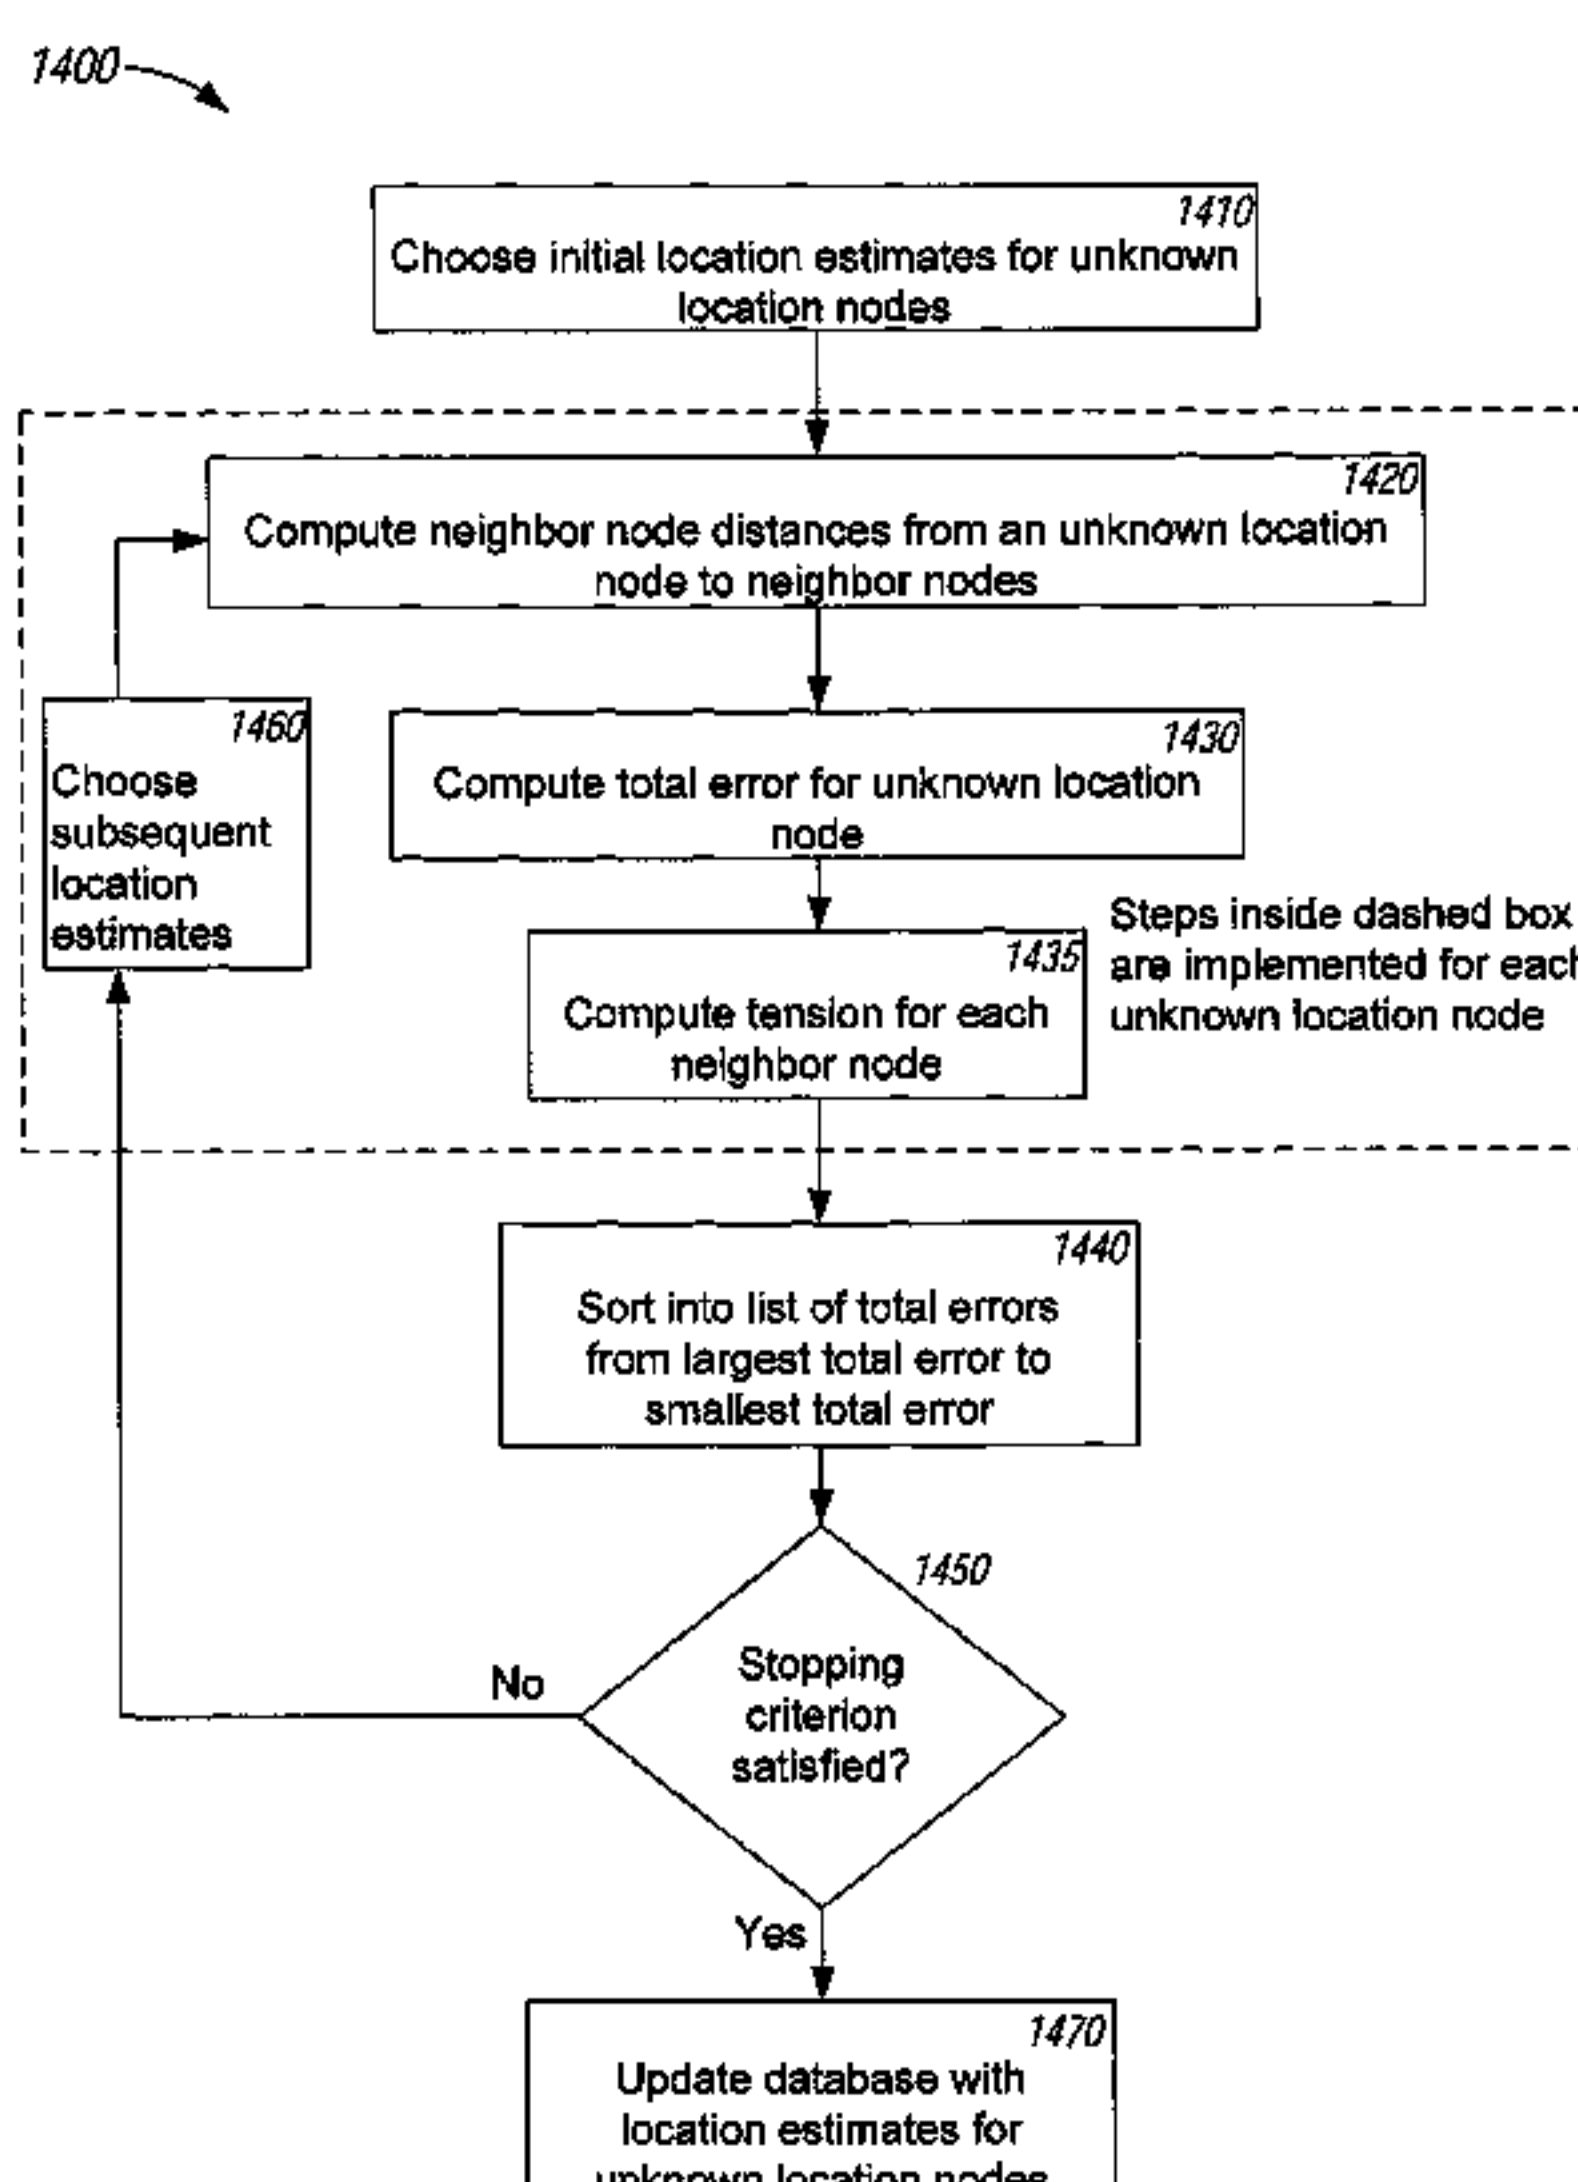 1400
1410
Choose initial location estimates for unknown
location nodes
1420
Compute neighbor node distances from an unknown location
node to neighbor nodes
1460
Choose
subsequent
location
estimates
1430
Compute total error for unknown location
node
1435
Compute tension for each
neighbor node
Steps inside dashed box
are implemented for each
unknown location node
1440
Sort into list of total errors
from largest total error to
smallest total error
1450
Stopping
criterion
satisfied?
No
Yes
1470
Update database with
location estimates for
unknown location nodes